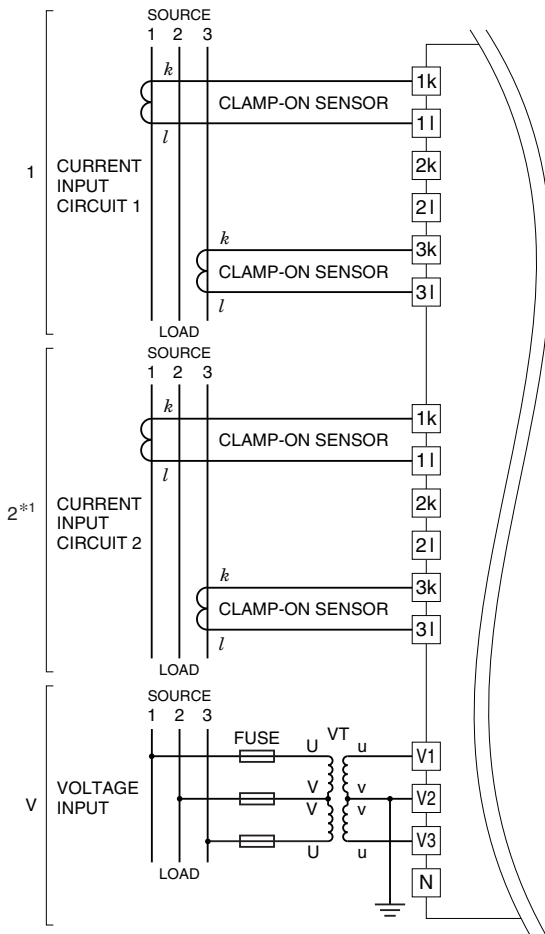 SOURCE
1 2 3
k
CLAMP-ON SENSOR
l
1k
1l
2k
2l
1
CURRENT
INPUT
CIRCUIT 1
k
CLAMP-ON SENSOR
l
3k
3l
LOAD
SOURCE
1 2 3
k
CLAMP-ON SENSOR
l
1k
1l
2k
2l
2*1
CURRENT
INPUT
CIRCUIT 2
k
CLAMP-ON SENSOR
l
3k
3l
LOAD
SOURCE
1 2 3
FUSE
VT
U u
V1
V
VOLTAGE
INPUT
V v
V v
V2
U u
V3
LOAD
N